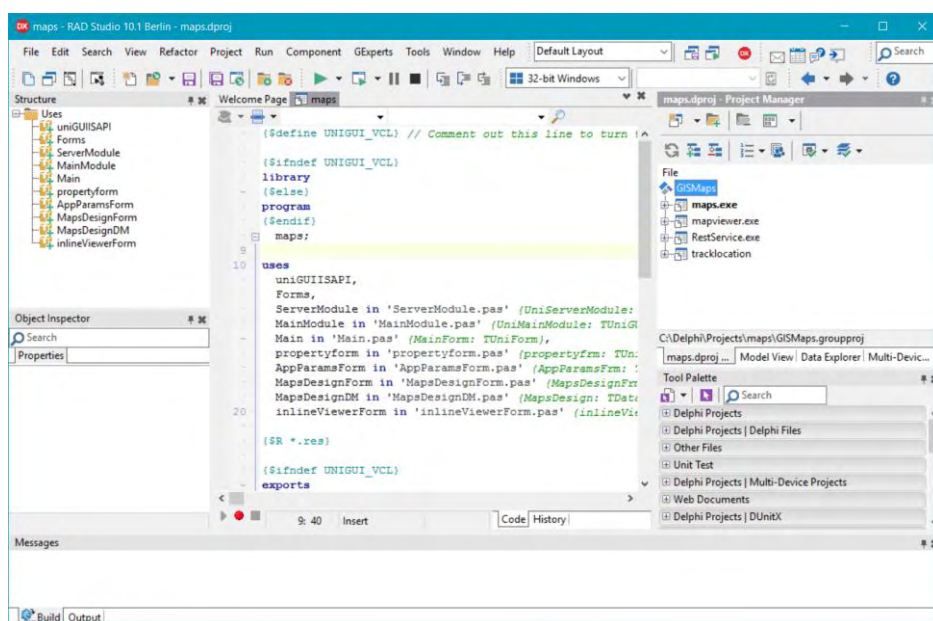 maps - RAD Studio 10.1 Berlin - maps.dproj
File Edit Search View Refactor Project Run Component GExperts Tools Window Help Default Layout Search
32-bit Windows
Structure
Uses
uniGUIISAPI
Forms
ServerModule
MainModule
Main
propertyform
AppParamsForm
MapsDesignForm
MapsDesignDM
inlineViewerForm
Object Inspector
Search
Properties
Welcome Page maps
{$define UNIGUI_VCL} // Comment out this line to turn
{$ifndef UNIGUI_VCL}
library
{$else}
program
{$endif}
maps;
9
10 uses
uniGUIISAPI,
Forms,
ServerModule in 'ServerModule.pas' {UniServerModule:
MainModule in 'MainModule.pas' {UniMainModule: TUniGU
Main in 'Main.pas' {MainForm: TUniForm},
propertyform in 'propertyform.pas' {propertyfrm: TUn
AppParamsForm in 'AppParamsForm.pas' {AppParamsFrm:
MapsDesignForm in 'MapsDesignForm.pas' {MapsDesignFrm
MapsDesignDM in 'MapsDesignDM.pas' {MapsDesign: TData
20 inlineViewerForm in 'inlineViewerForm.pas' {inlineVie
{$R *.res}
{$ifndef UNIGUI_VCL}
exports
9: 40 Insert Code History
maps.dproj - Project Manager
File
GISMaps
maps.exe
mapviewer.exe
RestService.exe
tracklocation
C:\Delphi\Projects\maps\GISMaps.groupproj
maps.dproj ... Model View Data Explorer Multi-Devic...
Tool Palette
Search
Delphi Projects
Delphi Projects | Delphi Files
Other Files
Unit Test
Delphi Projects | Multi-Device Projects
Web Documents
Delphi Projects | DUnitX
Messages
Build Output